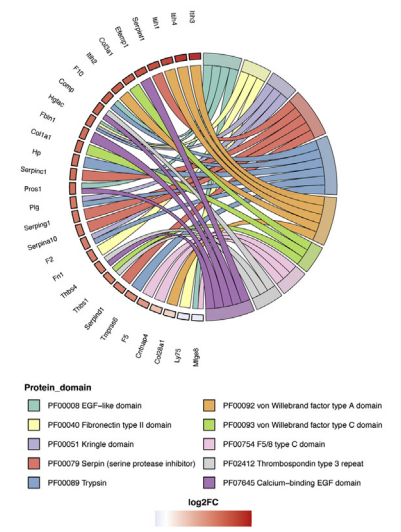 Itih3
Itih4
Itih1
Serpinf1
Efemp1
Col3a1
Itih2
F10
Comp
Hgfac
Fbln1
Col1a1
Hp
Serpinc1
Pros1
Plg
Serping1
Serpina10
F2
Fn1
Thbs4
Thbs1
Serpind1
Tmprss6
F5
Cntnap4
Col28a1
Ly75
Mfge8
Protein_domain
PF00008 EGF-like domain
PF00040 Fibronectin type II domain
PF00051 Kringle domain
PF00079 Serpin (serine protease inhibitor)
PF00089 Trypsin
PF00092 von Willebrand factor type A domain
PF00093 von Willebrand factor type C domain
PF00754 F5/8 type C domain
PF02412 Thrombospondin type 3 repeat
PF07645 Calcium-binding EGF domain
log2FC